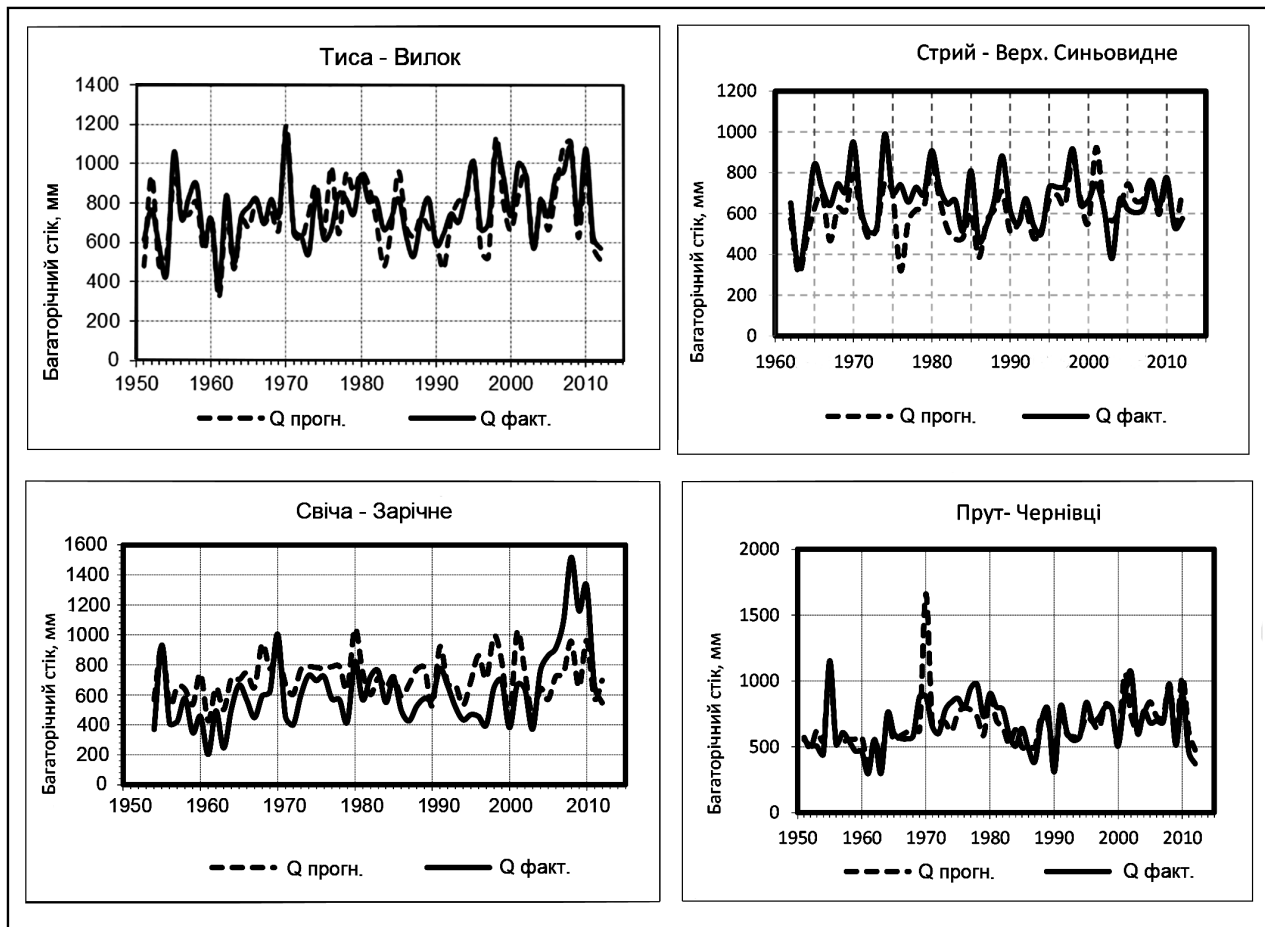 Тиса - Вилок
Багаторічний стік, мм
1400
1200
1000
800
600
400
200
0
1950 1960 1970 1980 1990 2000 2010
Q прогн. Q факт.
Стрий - Верх. Синьовидне
Багаторічний стік, мм
1200
1000
800
600
400
200
0
1960 1970 1980 1990 2000 2010
Q прогн. Q факт.
Свіча - Зарічне
Багаторічний стік, мм
1600
1400
1200
1000
800
600
400
200
0
1950 1960 1970 1980 1990 2000 2010
Q прогн. Q факт.
Прут- Чернівці
Багаторічний стік, мм
2000
1500
1000
500
0
1950 1960 1970 1980 1990 2000 2010
Q прогн. Q факт.